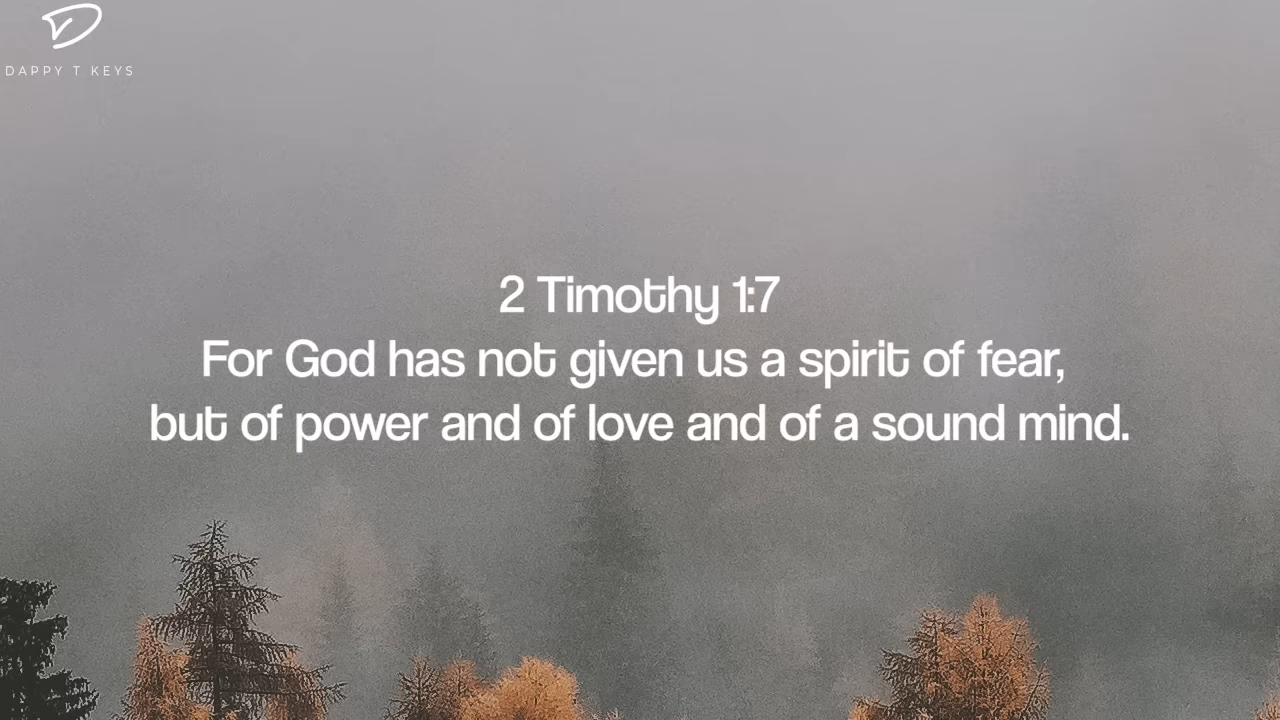 DAPPY T KEYS
2 Timothy 1:7
For God has not given us a spirit of fear,
but of power and of love and of a sound mind.